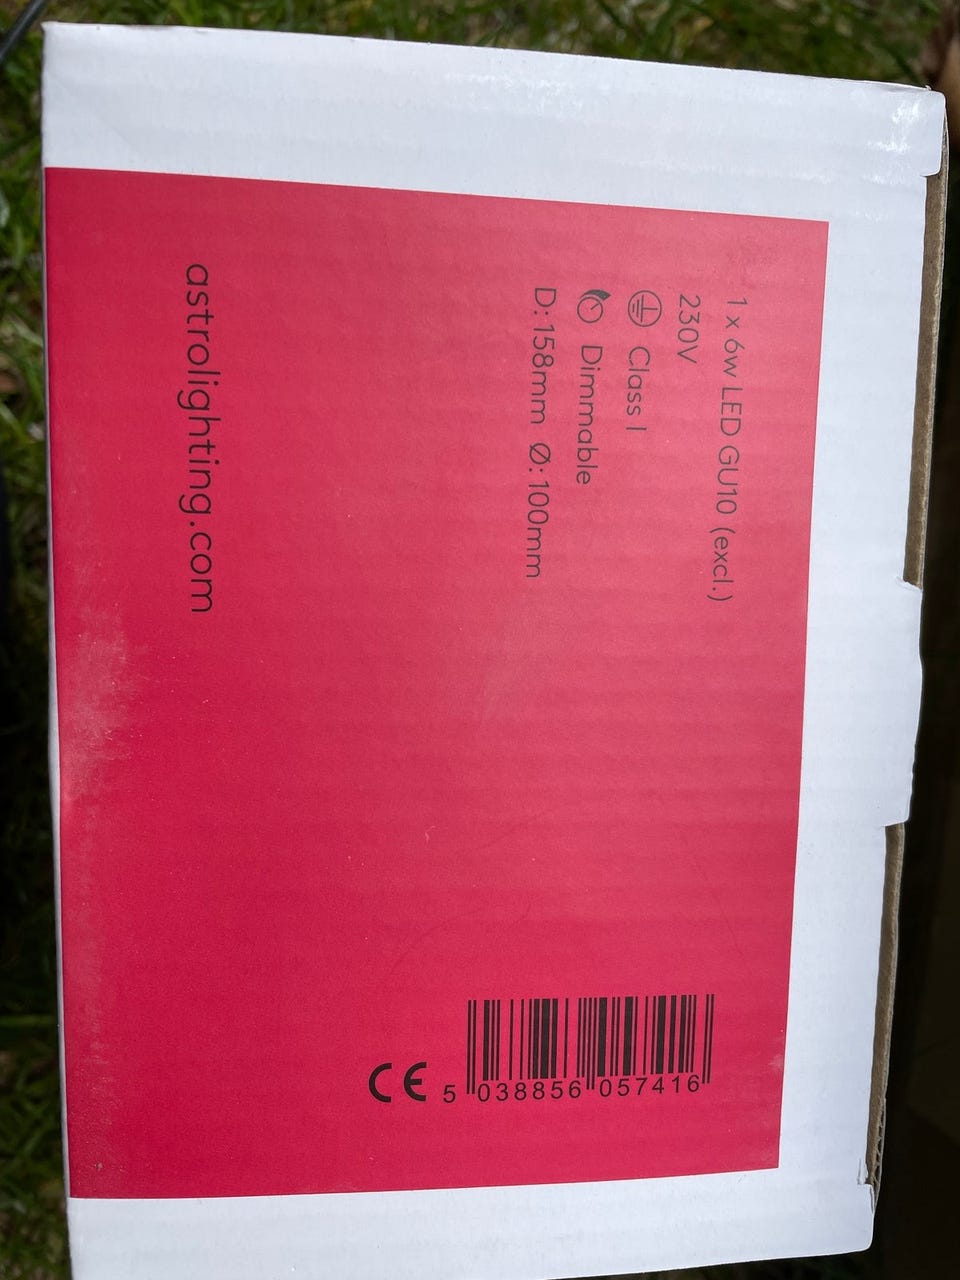 1 x 6w LED GU10 (excl.)
230V
Class I
Dimmable
D: 158mm Ø: 100mm
astrolighting.com
CE
5 038856 057416